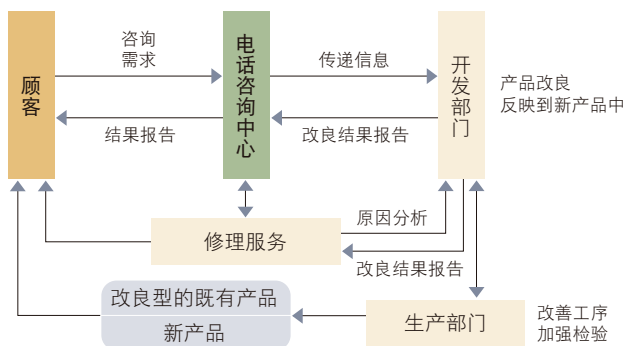 顾客
咨询
需求
电话咨询中心
传递信息
开发部门
产品改良
反映到新产品中
结果报告
改良结果报告
修理服务
原因分析
改良结果报告
改良型的既有产品
新产品
生产部门
改善工序
加强检验